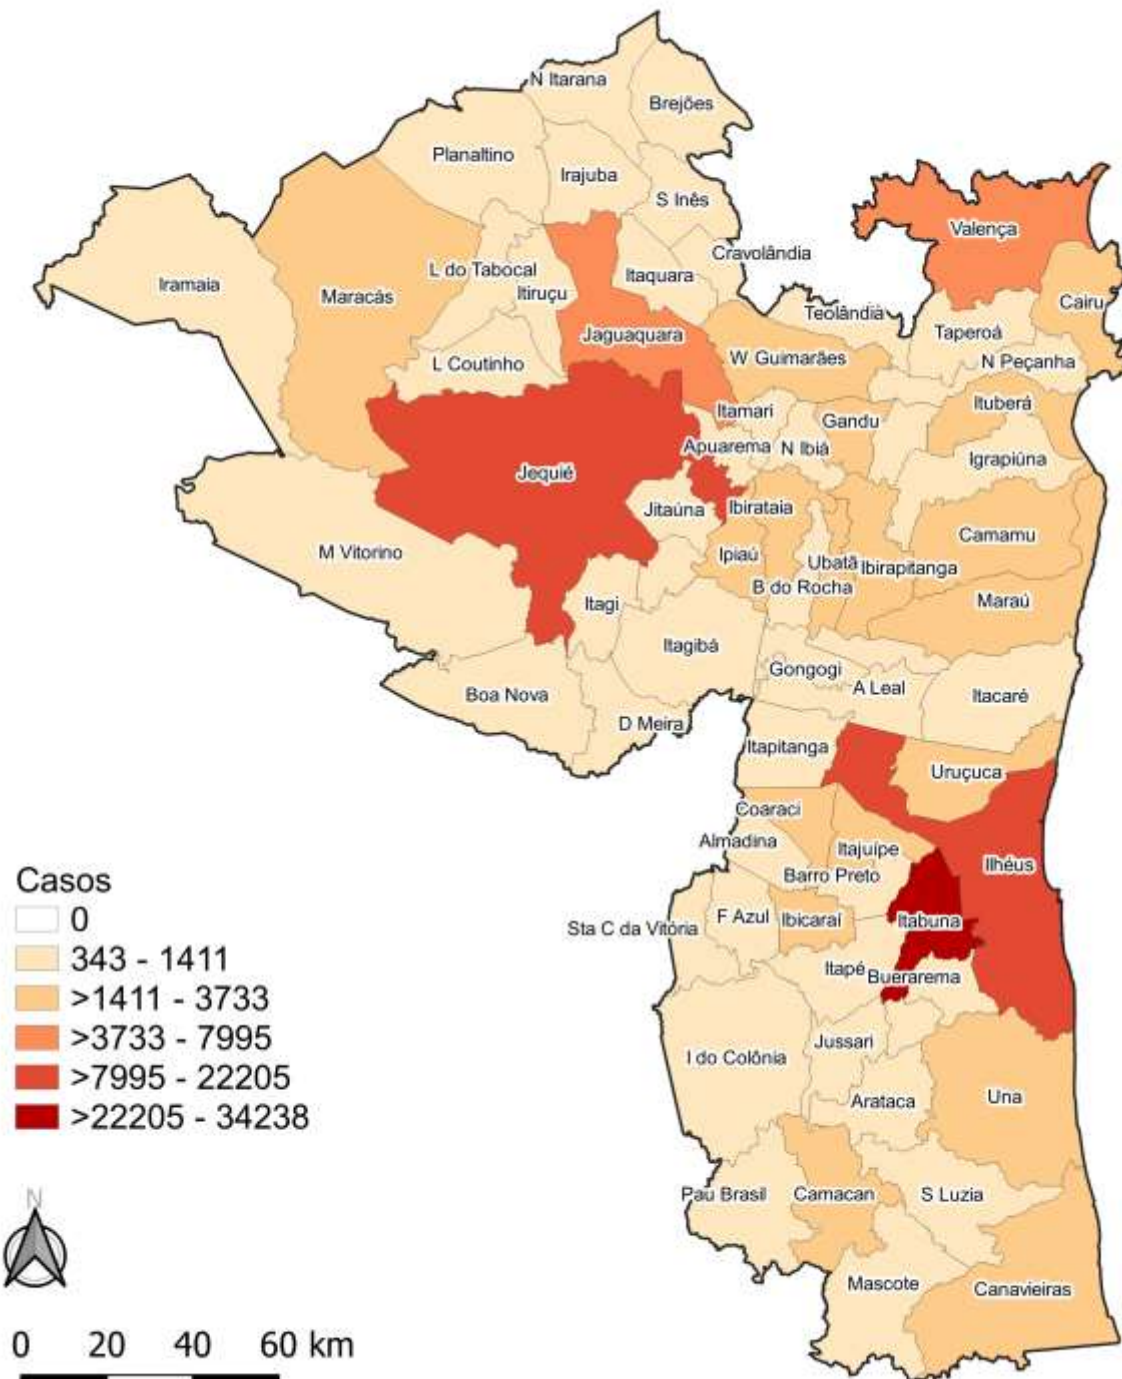 N Itarana
Brejões
Planaltino
Irajuba
S Inês
Valença
Cravolândia
L do Tabocal
Itaquara
Iramaia
Itiruçu
Maracás
Cairu
Teolândia
Jaguaquara
Taperoá
W Guimarães
L Coutinho
N Peçanha
Itamari
Ituberá
Gandu
Apuarema
N Ibiá
Igrapiúna
Jequié
Jitaúna
Ibirataia
Camamu
M Vitorino
Ipiaú
Ubatã
Ibirapitanga
B do Rocha
Itagi
Maraú
Itagibá
Gongogi
A Leal
Boa Nova
Itacaré
D Meira
Itapitanga
Uruçuca
Coaraci
Almadina
Itajuípe
Ilhéus
Barro Preto
F Azul
Ibicaraí
Itabuna
Sta C da Vitória
Itapé
Buerarema
Jussari
I do Colônia
Arataca
Una
Pau Brasil
Camacan
S Luzia
Mascote
Canavieiras
Casos
0
343 - 1411
>1411 - 3733
>3733 - 7995
>7995 - 22205
>22205 - 34238
N
0 20 40 60 km